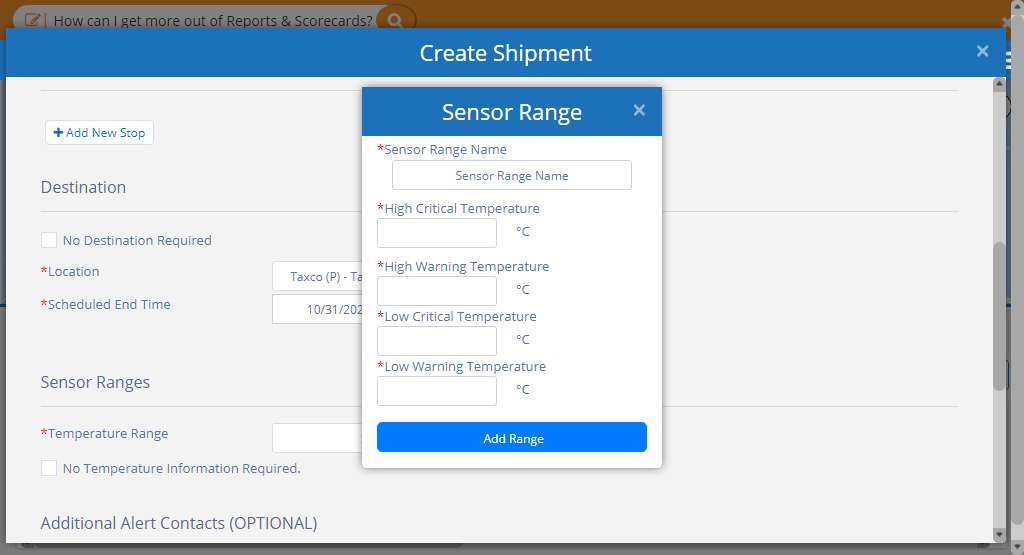 How can I get more out of Reports & Scorecards?
Create Shipment
×
Sensor Range
×
*Sensor Range Name
Sensor Range Name
*High Critical Temperature
°C
*High Warning Temperature
°C
*Low Critical Temperature
°C
*Low Warning Temperature
°C
Add Range
+ Add New Stop
Destination
No Destination Required
*Location
Taxco (P) - Ta
*Scheduled End Time
10/31/202
Sensor Ranges
*Temperature Range
No Temperature Information Required.
Additional Alert Contacts (OPTIONAL)